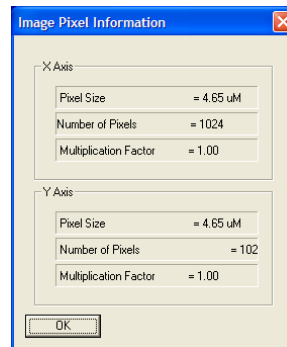 Image Pixel Information
X Axis
Pixel Size = 4.65 uM
Number of Pixels = 1024
Multiplication Factor = 1.00
Y Axis
Pixel Size = 4.65 uM
Number of Pixels = 102
Multiplication Factor = 1.00
OK